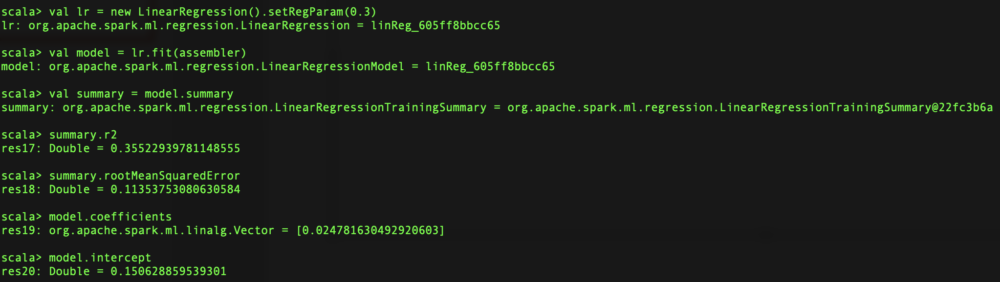 scala> val lr = new LinearRegression().setRegParam(0.3)
lr: org.apache.spark.ml.regression.LinearRegression = linReg_605ff8bbcc65
scala> val model = lr.fit(assembler)
model: org.apache.spark.ml.regression.LinearRegressionModel = linReg_605ff8bbcc65
scala> val summary = model.summary
summary: org.apache.spark.ml.regression.LinearRegressionTrainingSummary = org.apache.spark.ml.regression.LinearRegressionTrainingSummary@22fc3b6a
scala> summary.r2
res17: Double = 0.35522939781148555
scala> summary.rootMeanSquaredError
res18: Double = 0.11353753080630584
scala> model.coefficients
res19: org.apache.spark.ml.linalg.Vector = [0.024781630492920603]
scala> model.intercept
res20: Double = 0.150628859539301